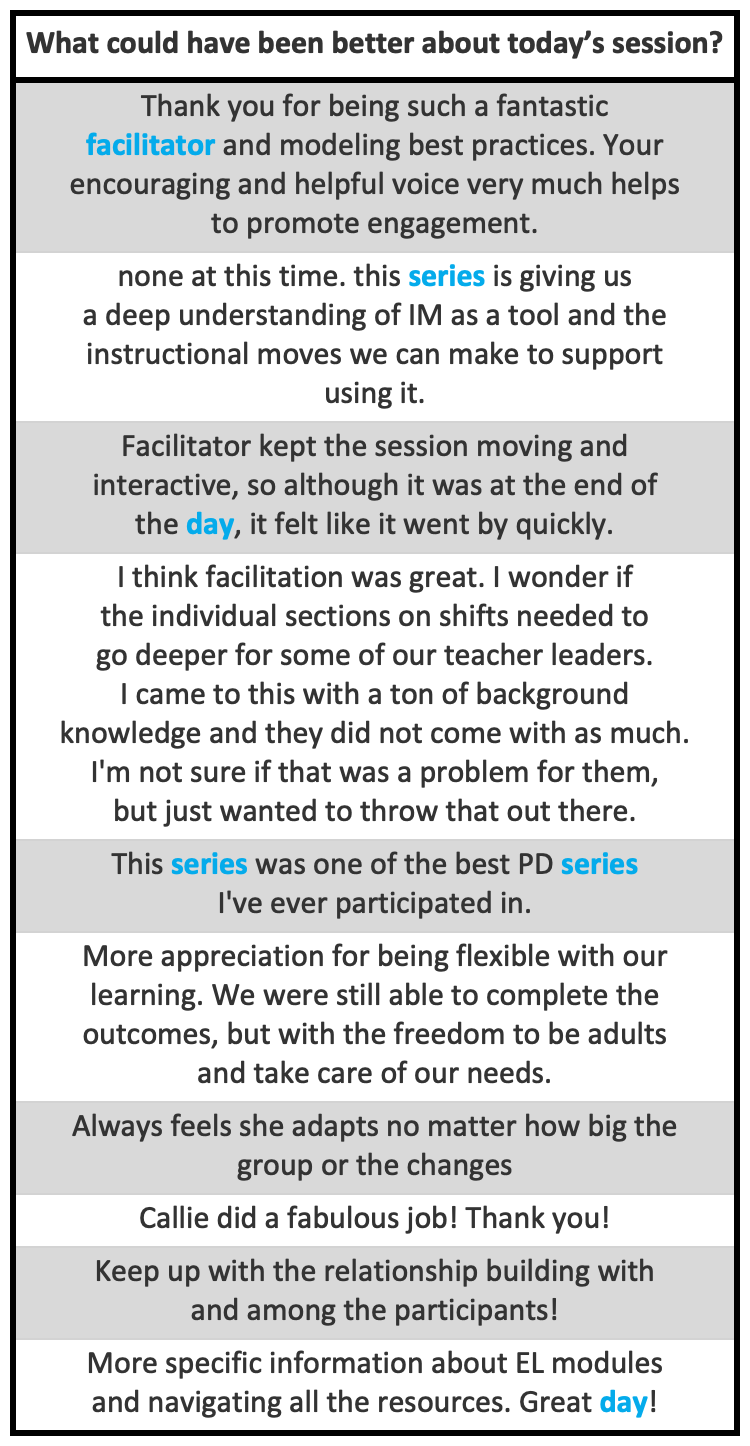 What could have been better about today’s session?
Thank you for being such a fantastic
facilitator and modeling best practices. Your
encouraging and helpful voice very much helps
to promote engagement.
none at this time. this series is giving us
a deep understanding of IM as a tool and the
instructional moves we can make to support
using it.
Facilitator kept the session moving and
interactive, so although it was at the end of
the day, it felt like it went by quickly.
I think facilitation was great. I wonder if
the individual sections on shifts needed to
go deeper for some of our teacher leaders.
I came to this with a ton of background
knowledge and they did not come with as much.
I'm not sure if that was a problem for them,
but just wanted to throw that out there.
This series was one of the best PD series
I've ever participated in.
More appreciation for being flexible with our
learning. We were still able to complete the
outcomes, but with the freedom to be adults
and take care of our needs.
Always feels she adapts no matter how big the
group or the changes
Callie did a fabulous job! Thank you!
Keep up with the relationship building with
and among the participants!
More specific information about EL modules
and navigating all the resources. Great day!